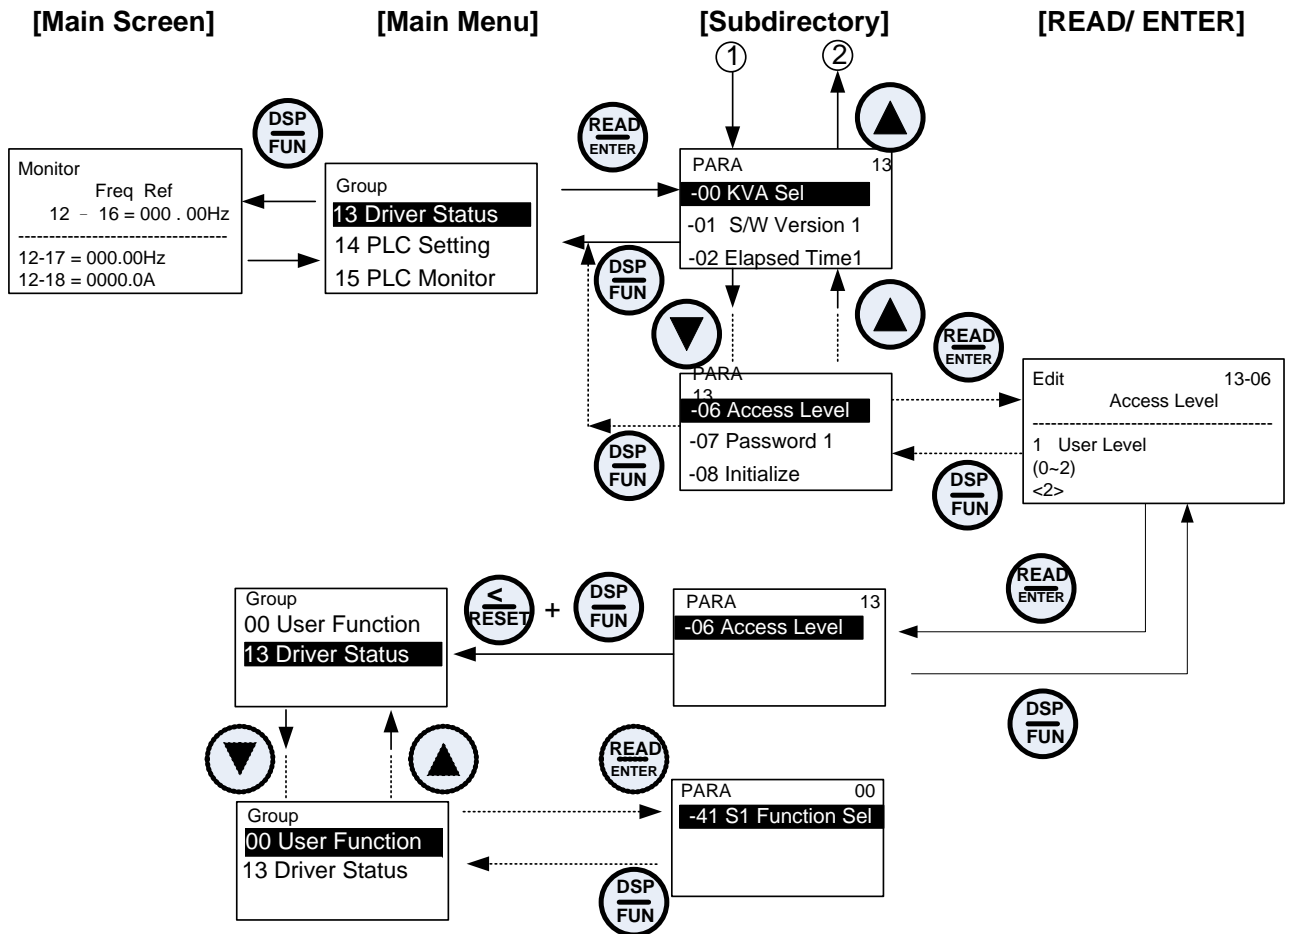 [Main Screen]
[Main Menu]
[Subdirectory]
[READ/ ENTER]
1
2
DSP
FUN
READ
ENTER
Monitor
Freq Ref
12 - 16 = 000 . 00Hz
12-17 = 000.00Hz
12-18 = 0000.0A
Group
13 Driver Status
14 PLC Setting
15 PLC Monitor
PARA 13
-00 KVA Sel
-01 S/W Version 1
-02 Elapsed Time1
DSP
FUN
READ
ENTER
PARA
13
-06 Access Level
-07 Password 1
-08 Initialize
DSP
FUN
DSP
FUN
Edit 13-06
Access Level
1 User Level
(0~2)
<2>
READ
ENTER
Group
00 User Function
13 Driver Status
<
RESET
+
DSP
FUN
PARA 13
-06 Access Level
DSP
FUN
READ
ENTER
Group
00 User Function
13 Driver Status
PARA 00
-41 S1 Function Sel
DSP
FUN